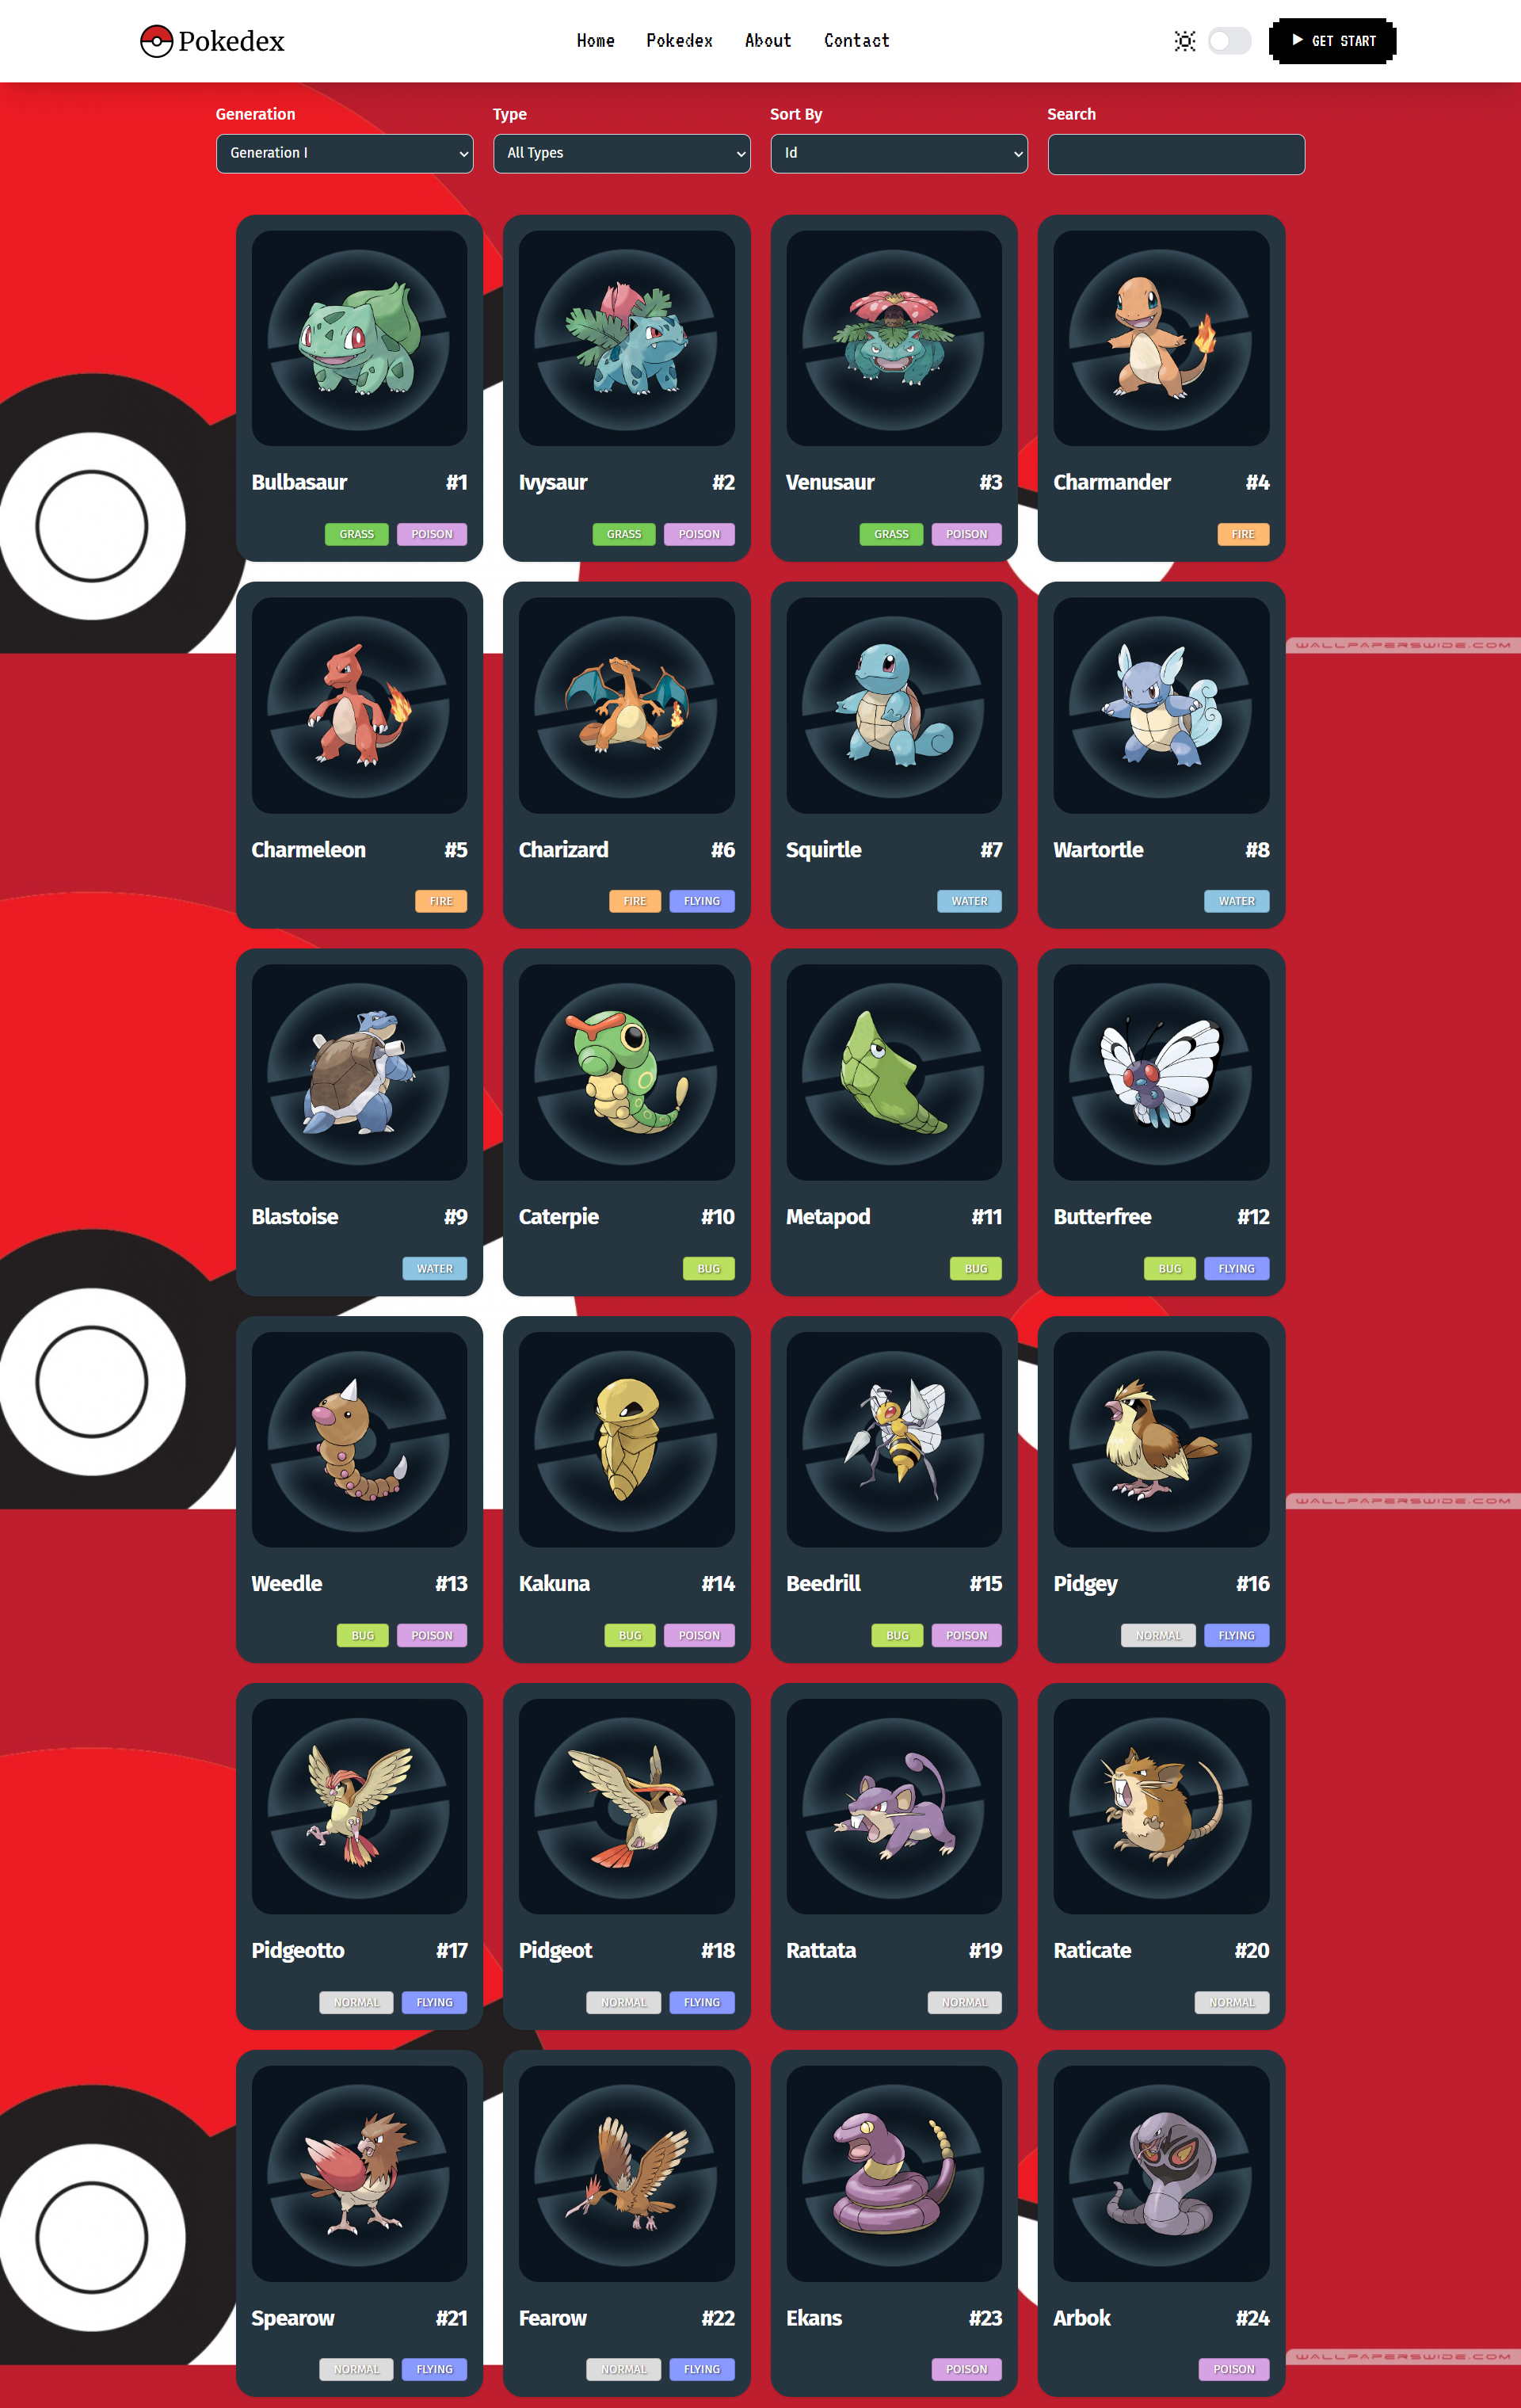 Pokedex
Home Pokedex About Contact
GET START
Generation Type Sort By Search
Generation I All Types Id
Bulbasaur #1 Ivysaur #2 Venusaur #3 Charmander #4
GRASS POISON GRASS POISON GRASS POISON FIRE
WALLPAPERSWIDE.COM
Charmeleon #5 Charizard #6 Squirtle #7 Wartortle #8
FIRE FIRE FLYING WATER WATER
Blastoise #9 Caterpie #10 Metapod #11 Butterfree #12
WATER BUG BUG BUG FLYING
WALLPAPERSWIDE.COM
Weedle #13 Kakuna #14 Beedrill #15 Pidgey #16
BUG POISON BUG POISON BUG POISON NORMAL FLYING
Pidgeotto #17 Pidgeot #18 Rattata #19 Raticate #20
NORMAL FLYING NORMAL FLYING NORMAL NORMAL
Spearow #21 Fearow #22 Ekans #23 Arbok #24
WALLPAPERSWIDE.COM
NORMAL FLYING NORMAL FLYING POISON POISON